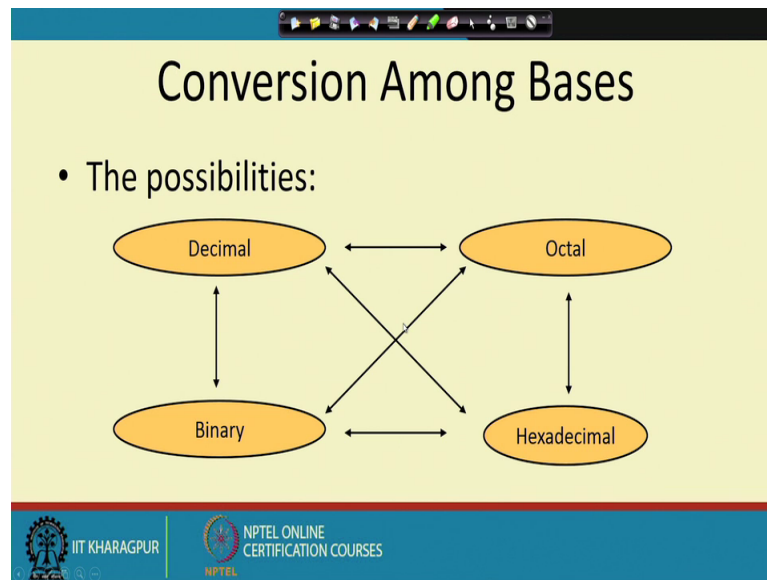 Conversion Among Bases
• The possibilities:
Decimal
Octal
Binary
Hexadecimal
IIT KHARAGPUR
NPTEL
NPTEL ONLINE
CERTIFICATION COURSES